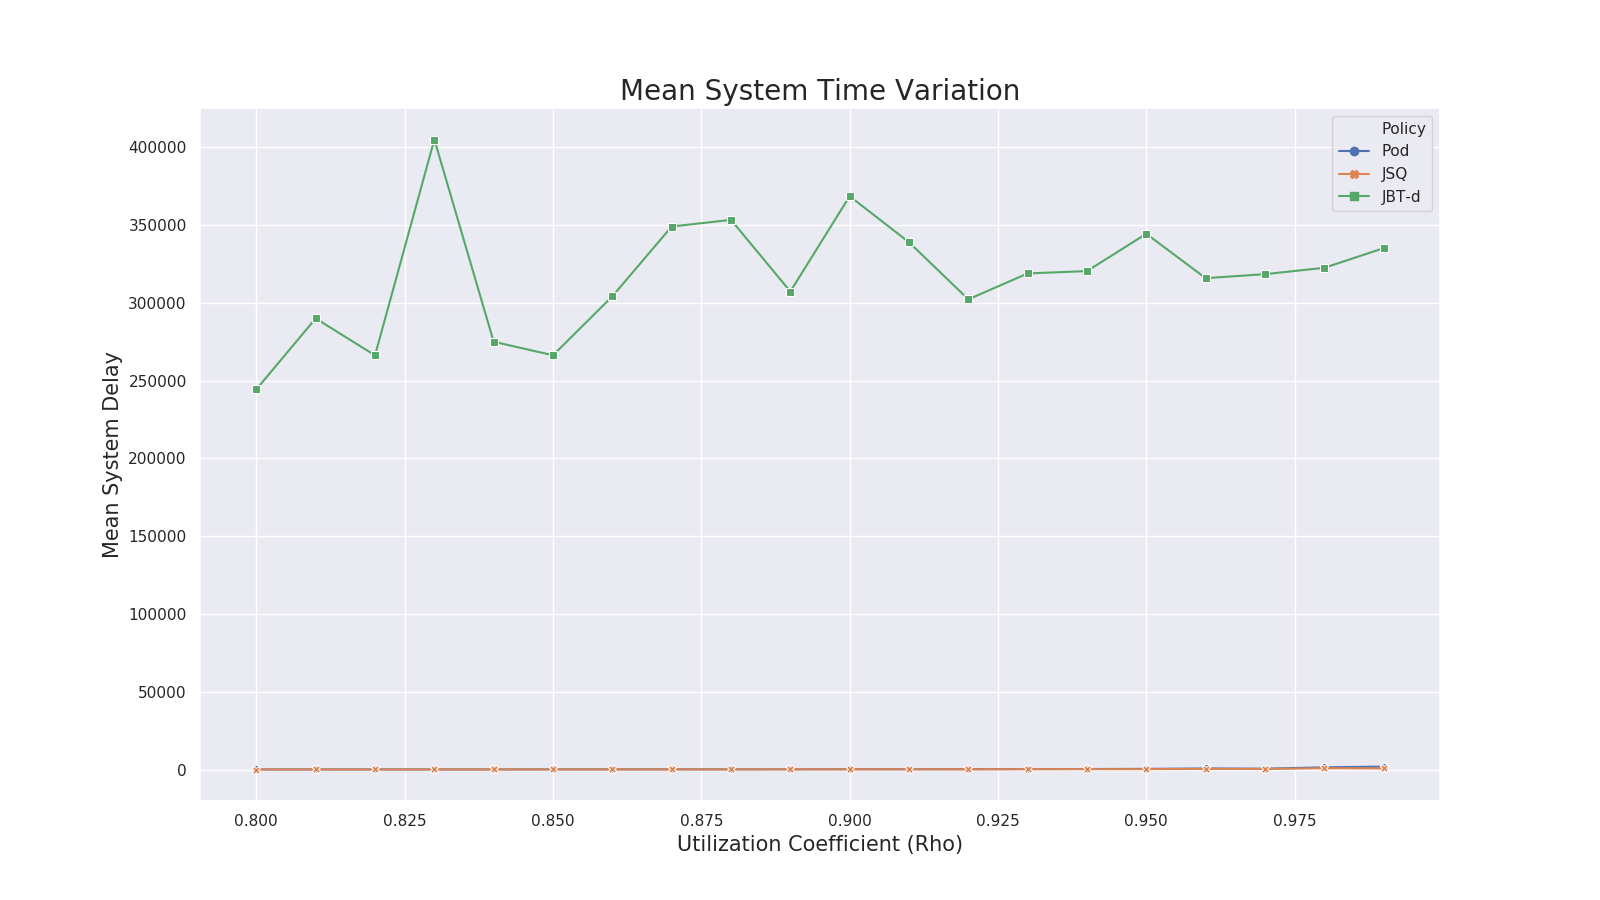 Mean System Time Variation
Policy
Pod
JSQ
JBT-d
Mean System Delay
400000
350000
300000
250000
200000
150000
100000
50000
0
0.800 0.825 0.850 0.875 0.900 0.925 0.950 0.975
Utilization Coefficient (Rho)